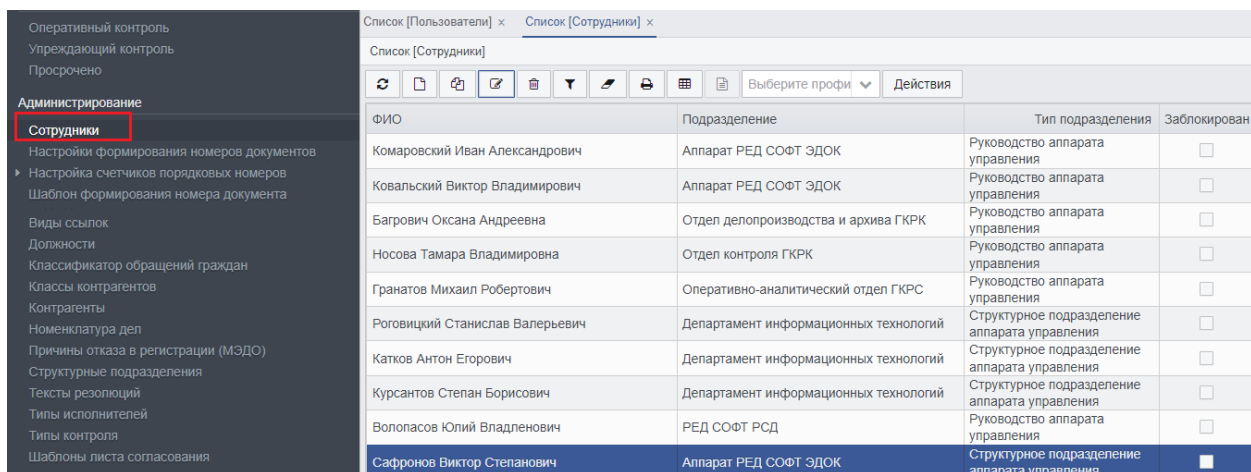 Оперативный контроль
Упреждающий контроль
Просрочено
Администрирование
Сотрудники
Настройки формирования номеров документов
Настройка счетчиков порядковых номеров
Шаблон формирования номера документа
Виды ссылок
Должности
Классификатор обращений граждан
Классы контрагентов
Контрагенты
Номенклатура дел
Причины отказа в регистрации (МЭДО)
Структурные подразделения
Тексты резолюций
Типы исполнителей
Типы контроля
Шаблоны листа согласования
Список [Пользователи] × Список [Сотрудники] ×
Список [Сотрудники]
Выберите профи Действия
ФИО Подразделение Тип подразделения Заблокирован
Комаровский Иван Александрович Аппарат РЕД СОФТ ЭДОК Руководство аппарата
управления
Ковальский Виктор Владимирович Аппарат РЕД СОФТ ЭДОК Руководство аппарата
управления
Багрович Оксана Андреевна Отдел делопроизводства и архива ГКРК Руководство аппарата
управления
Носова Тамара Владимировна Отдел контроля ГКРК Руководство аппарата
управления
Гранатов Михаил Робертович Оперативно-аналитический отдел ГКРС Руководство аппарата
управления
Роговицкий Станислав Валерьевич Департамент информационных технологий Структурное подразделение
аппарата управления
Катков Антон Егорович Департамент информационных технологий Структурное подразделение
аппарата управления
Курсантов Степан Борисович Департамент информационных технологий Структурное подразделение
аппарата управления
Волопасов Юлий Владленович РЕД СОФТ РСД Руководство аппарата
управления
Сафронов Виктор Степанович Аппарат РЕД СОФТ ЭДОК Структурное подразделение
аппарата управления